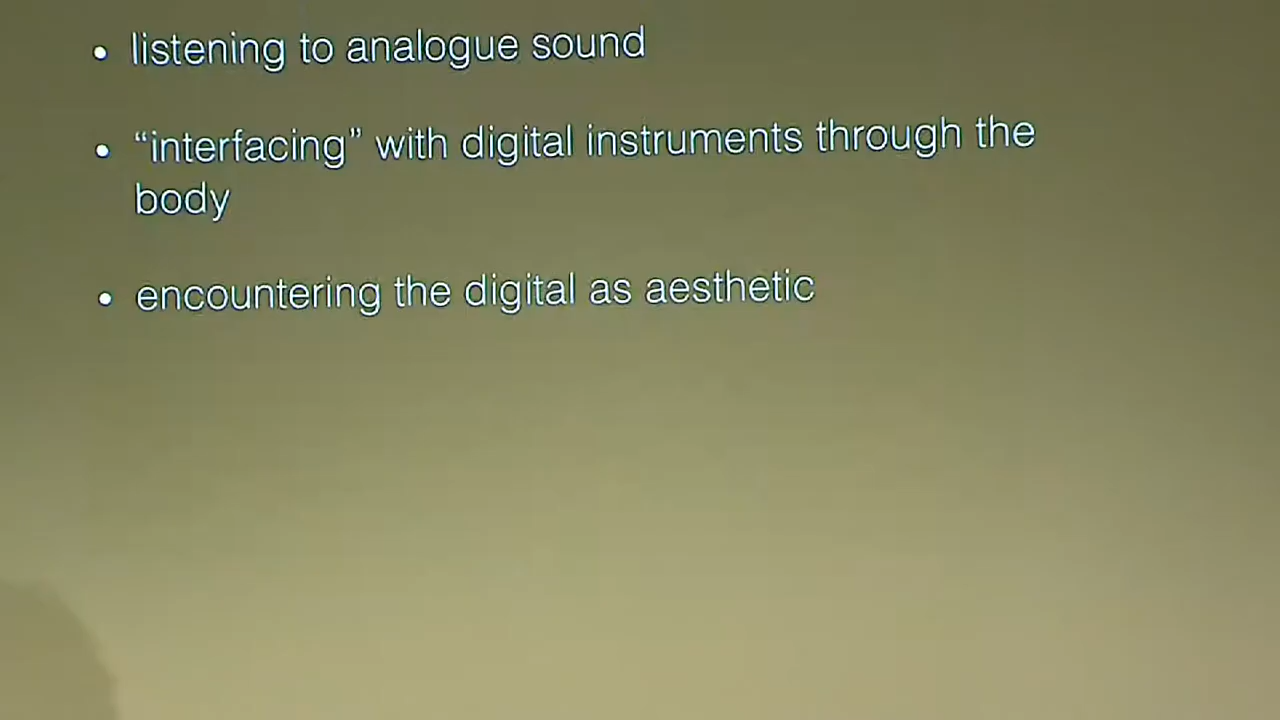 • listening to analogue sound
• “interfacing” with digital instruments through the
body
• encountering the digital as aesthetic